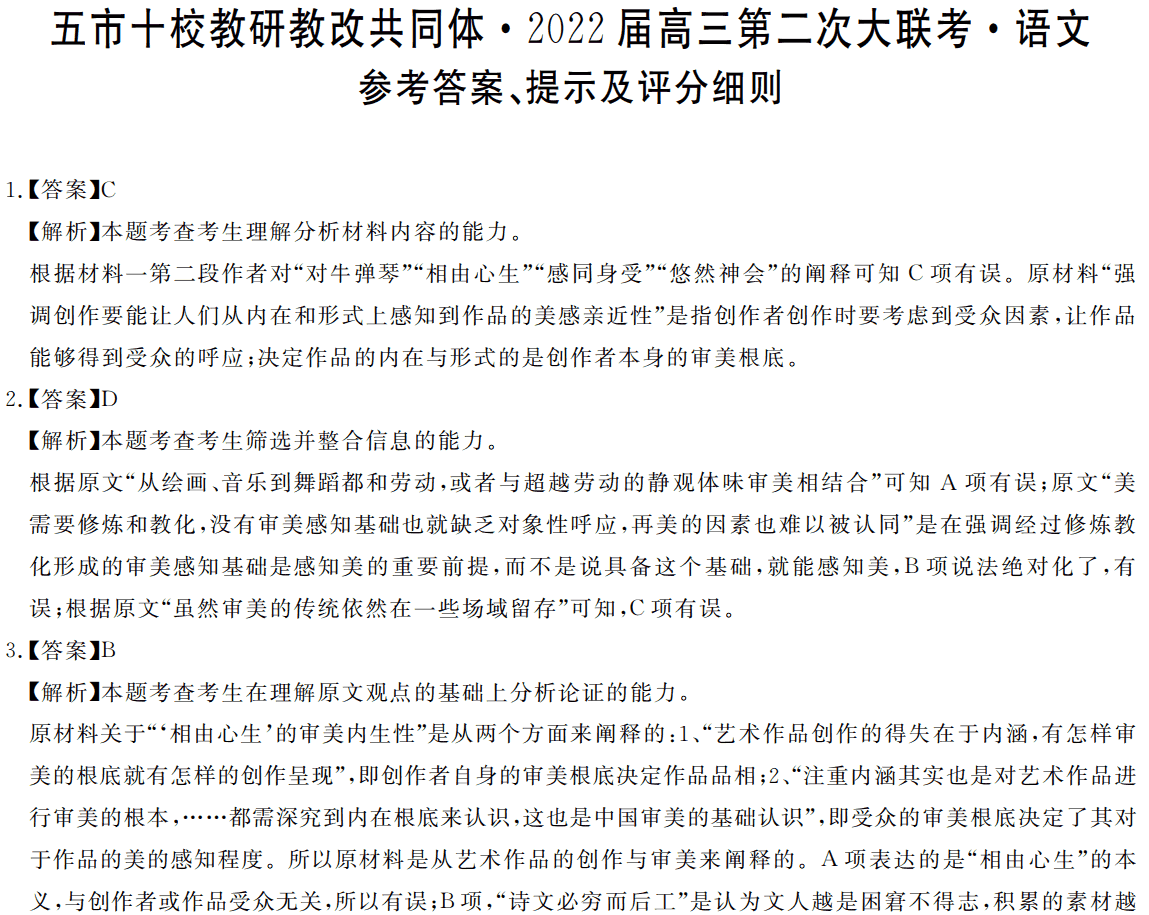 五市十校教研教改共同体·2022届高三第二次大联考·语文
参考答案、提示及评分细则
1.【答案】C
【解析】本题考查考生理解分析材料内容的能力。
根据材料一第二段作者对“对牛弹琴”“相由心生”“感同身受”“悠然神会”的阐释可知 C 项有误。原材料“强
调创作要能让人们从内在和形式上感知到作品的美感亲近性”是指创作者创作时要考虑到受众因素,让作品
能够得到受众的呼应;决定作品的内在与形式的是创作者本身的审美根底。
2.【答案】D
【解析】本题考查考生筛选并整合信息的能力。
根据原文“从绘画、音乐到舞蹈都和劳动,或者与超越劳动的静观体味审美相结合”可知 A 项有误;原文“美
需要修炼和教化,没有审美感知基础也就缺乏对象性呼应,再美的因素也难以被认同”是在强调经过修炼教
化形成的审美感知基础是感知美的重要前提,而不是说具备这个基础,就能感知美,B 项说法绝对化了,有
误;根据原文“虽然审美的传统依然在一些场域留存”可知,C 项有误。
3.【答案】B
【解析】本题考查考生在理解原文观点的基础上分析论证的能力。
原材料关于“‘相由心生’的审美内生性”是从两个方面来阐释的:1、“艺术作品创作的得失在于内涵,有怎样审
美的根底就有怎样的创作呈现”,即创作者自身的审美根底决定作品品相;2、“注重内涵其实也是对艺术作品进
行审美的根本,……都需深究到内在根底来认识,这也是中国审美的基础认识”,即受众的审美根底决定了其对
于作品的美的感知程度。所以原材料是从艺术作品的创作与审美来阐释的。A 项表达的是“相由心生”的本
义,与创作者或作品受众无关,所以有误;B 项,“诗文必穷而后工”是认为文人越是困窘不得志,积累的素材越